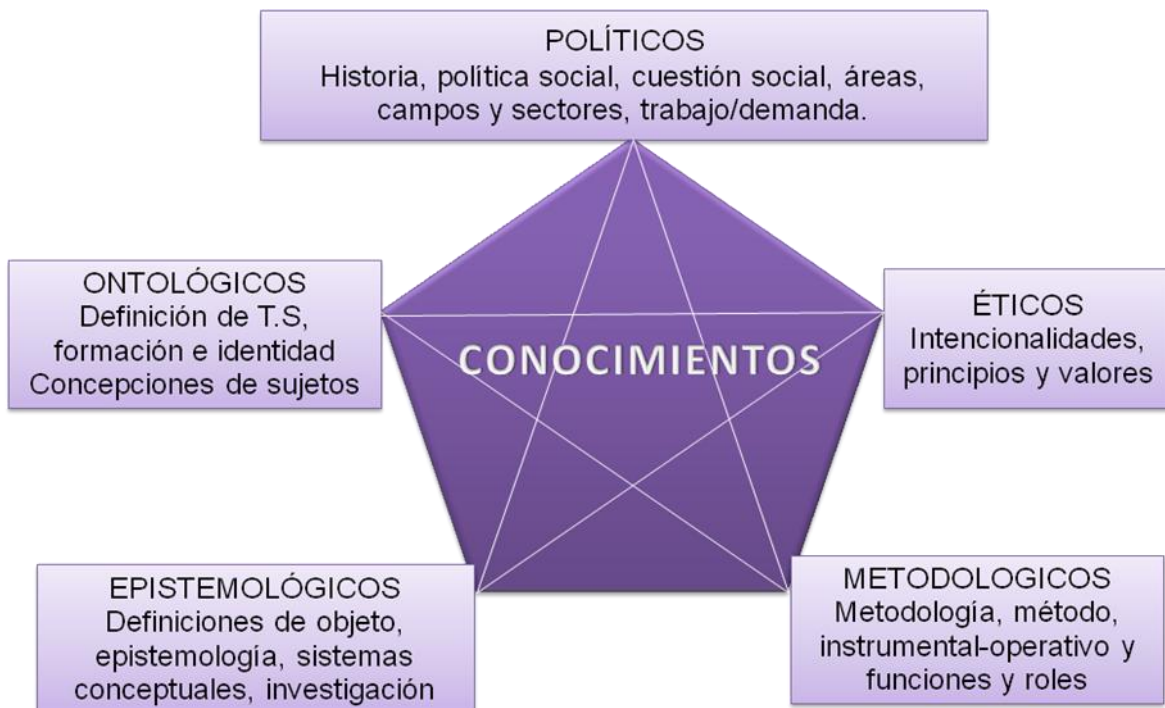 POLÍTICOS
Historia, política social, cuestión social, áreas,
campos y sectores, trabajo/demanda.
ONTOLÓGICOS
Definición de T.S,
formación e identidad
Concepciones de sujetos
CONOCIMIENTOS
ÉTICOS
Intencionalidades,
principios y valores
EPISTEMOLÓGICOS
Definiciones de objeto,
epistemología, sistemas
conceptuales, investigación
METODOLOGICOS
Metodología, método,
instrumental-operativo y
funciones y roles